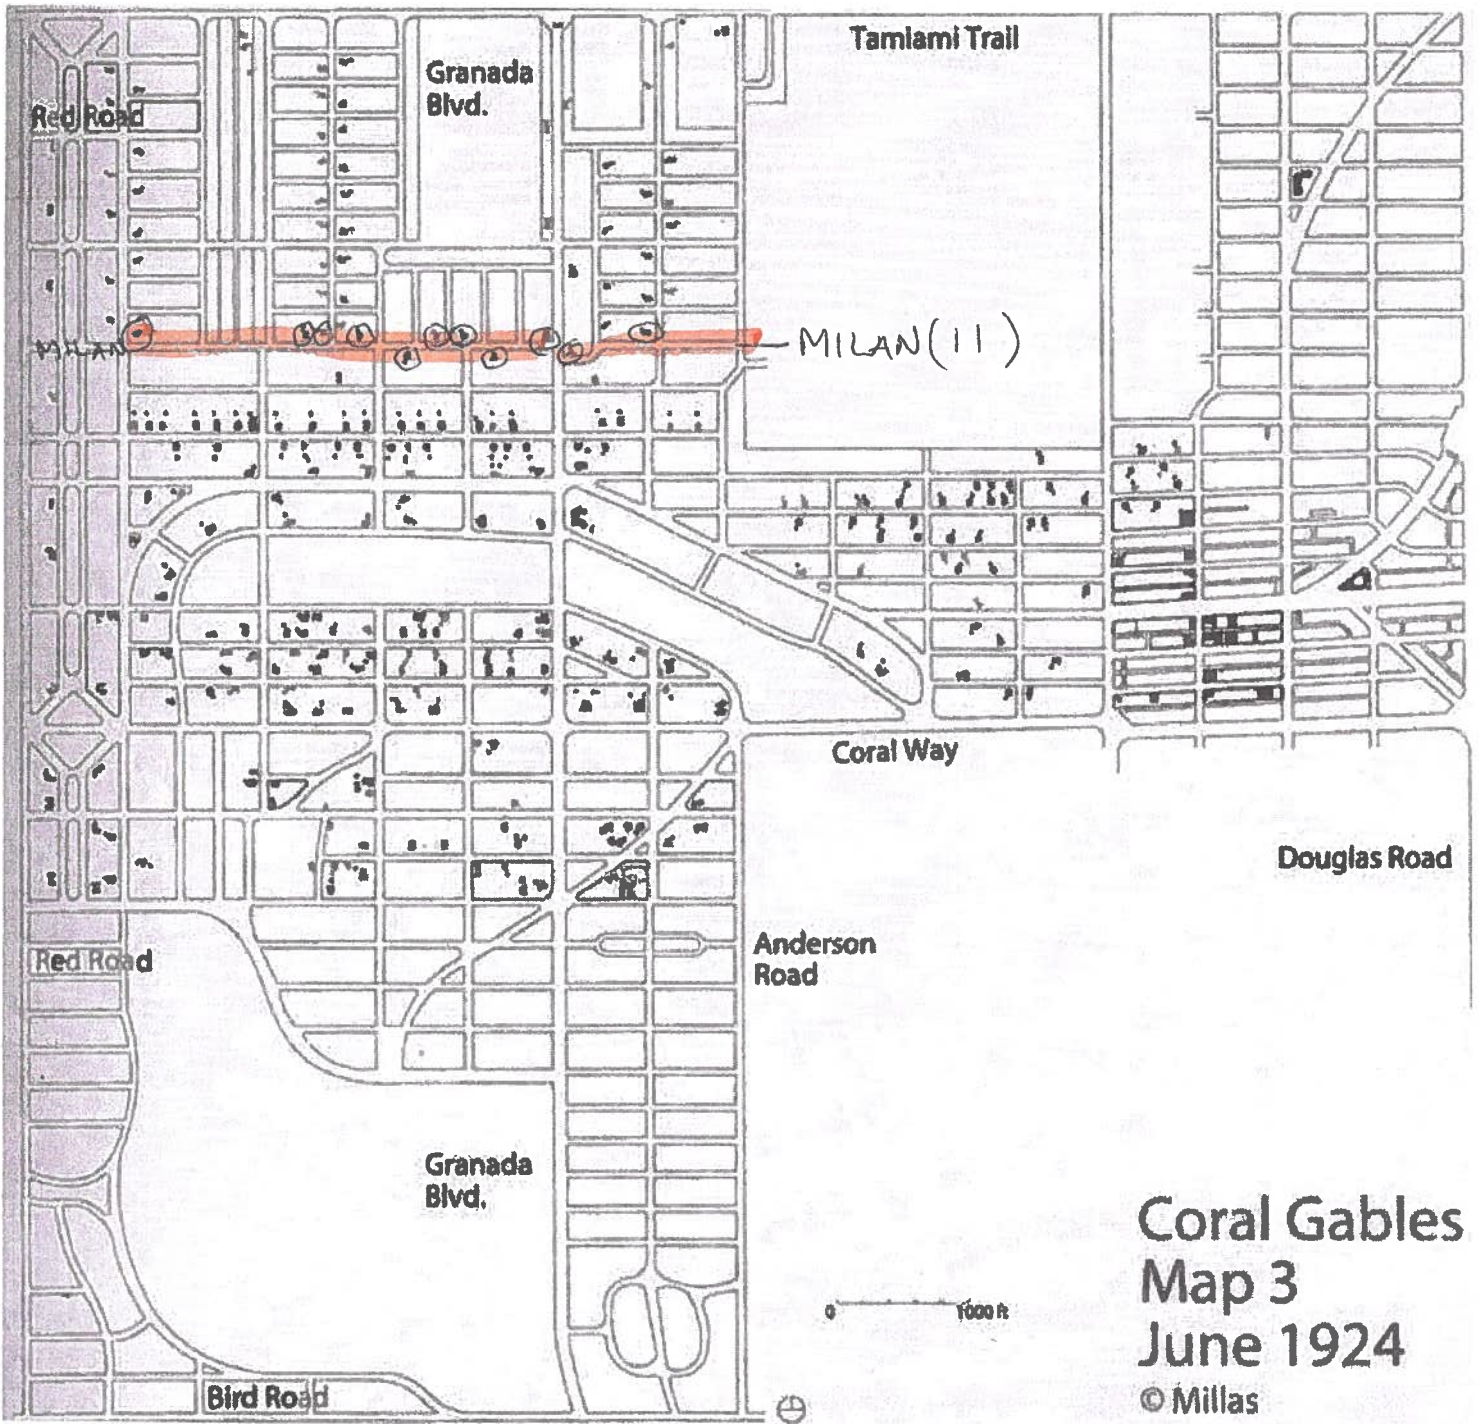 Tamiami Trail
Granada
Blvd.
Red Road
MILAN
MILAN (11)
Coral Way
Douglas Road
Anderson
Road
Red Road
Granada
Blvd.
0 1000 ft
Bird Road
Coral Gables
Map 3
June 1924
© Millas